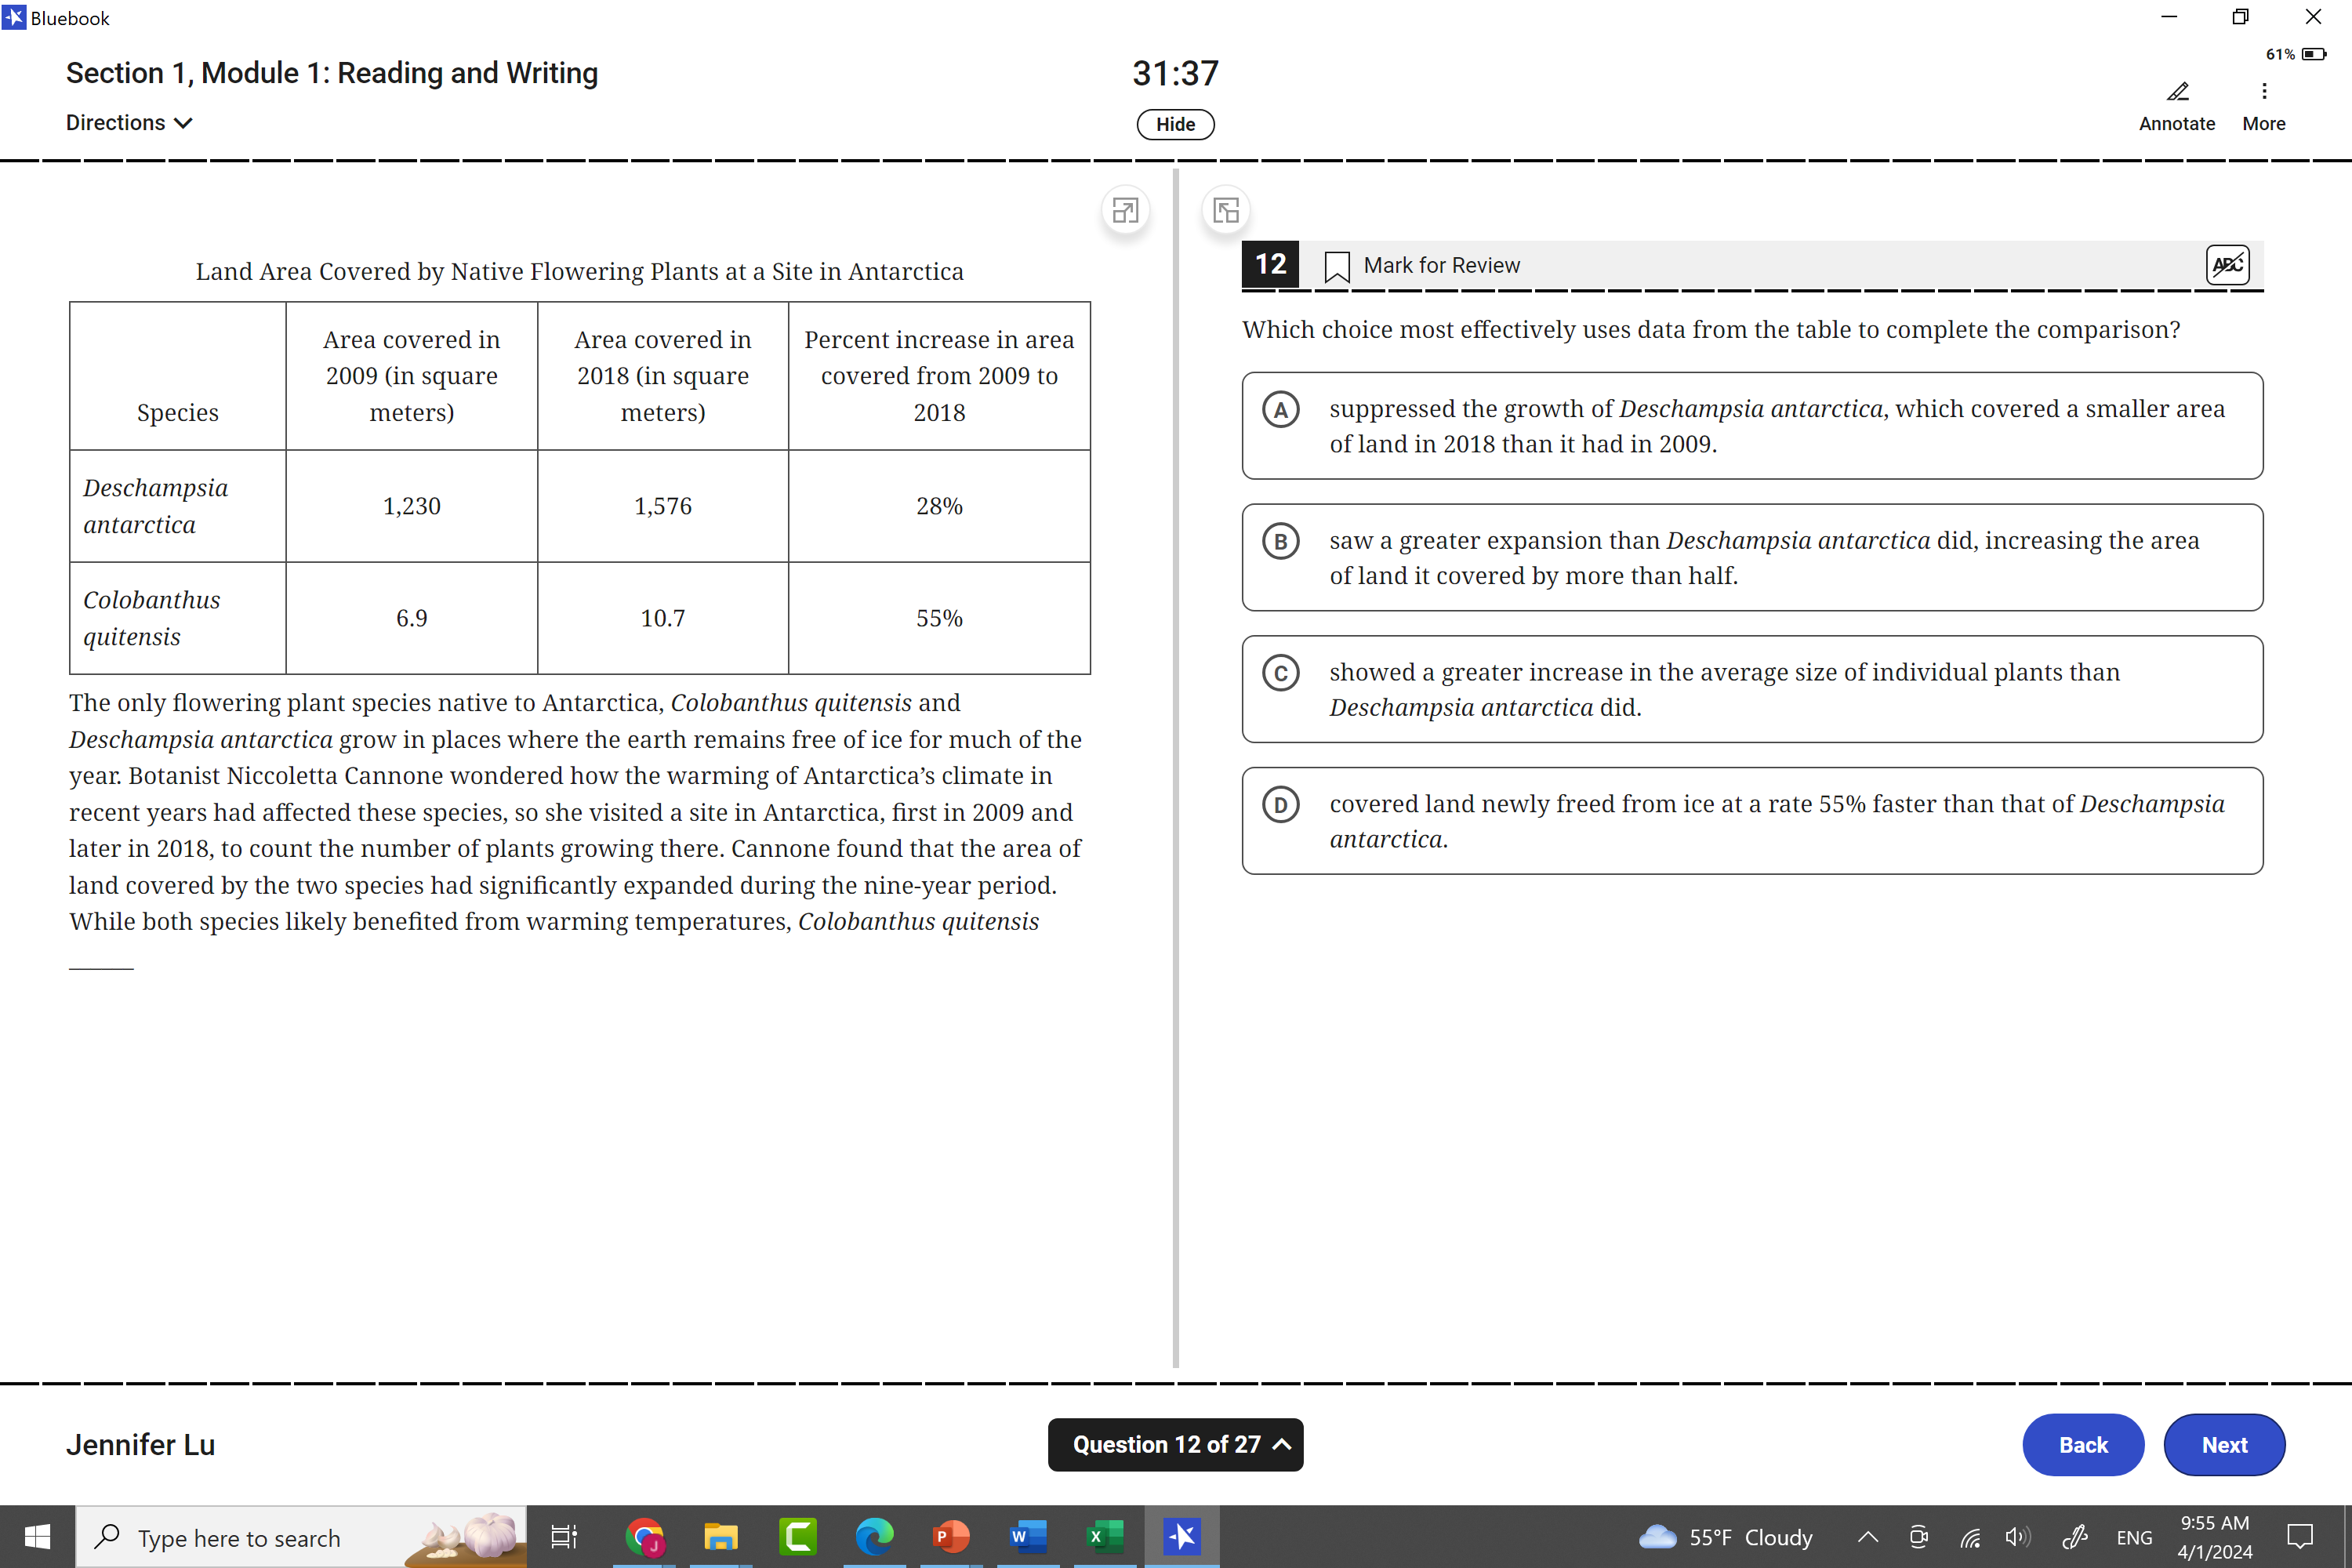 Bluebook
Section 1, Module 1: Reading and Writing
31:37
61%
Directions
Hide
Annotate
More
Land Area Covered by Native Flowering Plants at a Site in Antarctica
Species
Area covered in
2009 (in square
meters)
Area covered in
2018 (in square
meters)
Percent increase in area
covered from 2009 to
2018
Deschampsia
antarctica
1,230
1,576
28%
Colobanthus
quitensis
6.9
10.7
55%
The only flowering plant species native to Antarctica, Colobanthus quitensis and
Deschampsia antarctica grow in places where the earth remains free of ice for much of the
year. Botanist Niccoletta Cannone wondered how the warming of Antarctica’s climate in
recent years had affected these species, so she visited a site in Antarctica, first in 2009 and
later in 2018, to count the number of plants growing there. Cannone found that the area of
land covered by the two species had significantly expanded during the nine-year period.
While both species likely benefited from warming temperatures, Colobanthus quitensis
______
12
Mark for Review
ABC
Which choice most effectively uses data from the table to complete the comparison?
A
suppressed the growth of Deschampsia antarctica, which covered a smaller area
of land in 2018 than it had in 2009.
B
saw a greater expansion than Deschampsia antarctica did, increasing the area
of land it covered by more than half.
C
showed a greater increase in the average size of individual plants than
Deschampsia antarctica did.
D
covered land newly freed from ice at a rate 55% faster than that of Deschampsia
antarctica.
Jennifer Lu
Question 12 of 27
Back
Next
Type here to search
J
P
W
X
55°F Cloudy
ENG
9:55 AM
4/1/2024